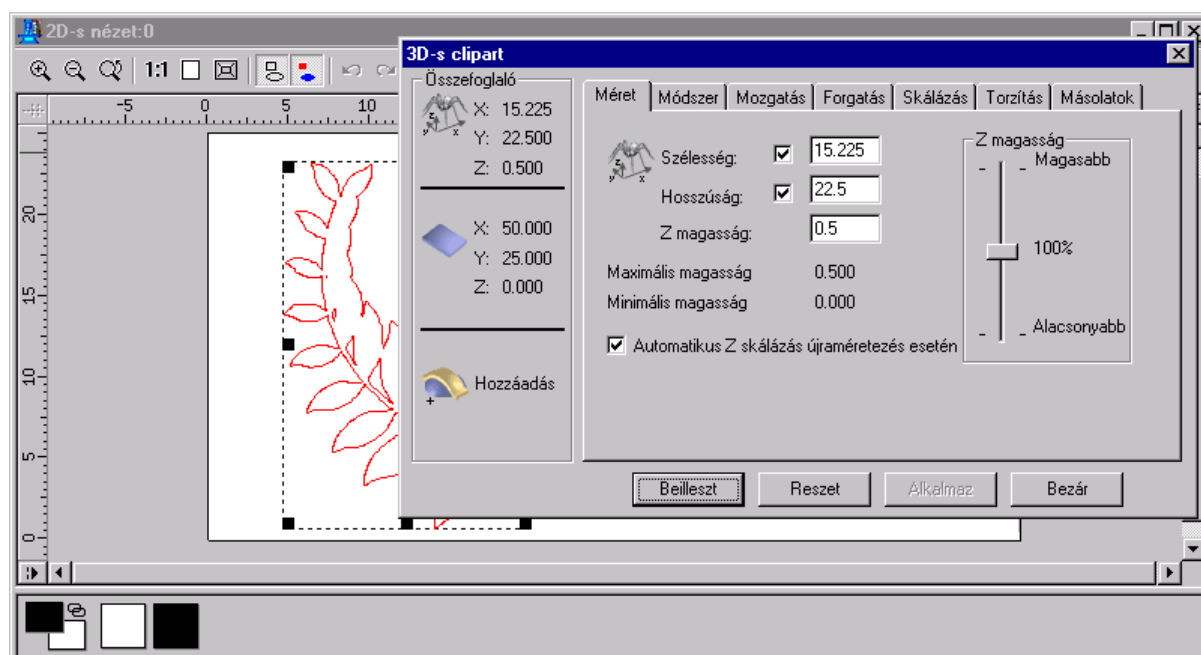 2D-s nézet:0
3D-s clipart
1:1
-5 0 5 10
20
15
10
5
0
Összefoglaló
X: 15.225
Y: 22.500
Z: 0.500
X: 50.000
Y: 25.000
Z: 0.000
Hozzáadás
Méret Módszer Mozgatás Forgatás Skálázás Torzítás Másolatok
Szélesség: 15.225
Hosszúság: 22.5
Z magasság: 0.5
Maximális magasság 0.500
Minimális magasság 0.000
Automatikus Z skálázás újraméretezés esetén
Z magasság
Magasabb
100%
Alacsonyabb
Beilleszt Reszet Alkalmaz Bezár